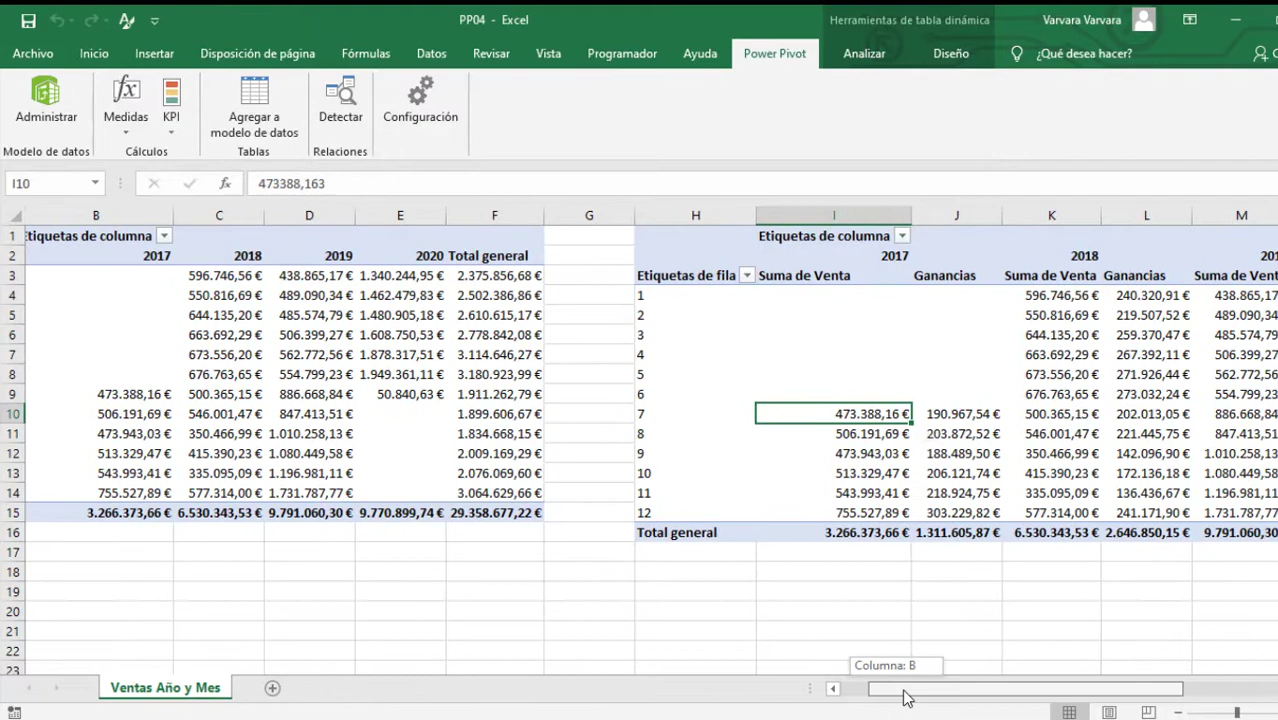 PP04 - Excel
Herramientas de tabla dinámica
Varvara Varvara
Archivo Inicio Insertar Disposición de página Fórmulas Datos Revisar Vista Programador Ayuda Power Pivot Analizar Diseño ¿Qué desea hacer?
Administrar Medidas KPI Agregar a modelo de datos Detectar Configuración
Modelo de datos Cálculos Tablas Relaciones
I10 fx 473388,163
B C D E F G H I J K L M
1 Etiquetas de columna Etiquetas de columna
2 2017 2018 2019 2020 Total general 2017 2018 201
3 596.746,56 € 438.865,17 € 1.340.244,95 € 2.375.856,68 € Etiquetas de fila Suma de Venta Ganancias Suma de Venta Ganancias Suma de Vent
4 550.816,69 € 489.090,34 € 1.462.479,83 € 2.502.386,86 € 1 596.746,56 € 240.320,91 € 438.865,17
5 644.135,20 € 485.574,79 € 1.480.905,18 € 2.610.615,17 € 2 550.816,69 € 219.507,52 € 489.090,34
6 663.692,29 € 506.399,27 € 1.608.750,53 € 2.778.842,08 € 3 644.135,20 € 259.370,47 € 485.574,79
7 673.556,20 € 562.772,56 € 1.878.317,51 € 3.114.646,27 € 4 663.692,29 € 267.392,11 € 506.399,27
8 676.763,65 € 554.799,23 € 1.949.361,11 € 3.180.923,99 € 5 673.556,20 € 271.926,44 € 562.772,56
9 473.388,16 € 500.365,15 € 886.668,84 € 50.840,63 € 1.911.262,79 € 6 676.763,65 € 273.032,24 € 554.799,23
10 506.191,69 € 546.001,47 € 847.413,51 € 1.899.606,67 € 7 473.388,16 € 190.967,54 € 500.365,15 € 202.013,05 € 886.668,84
11 473.943,03 € 350.466,99 € 1.010.258,13 € 1.834.668,15 € 8 506.191,69 € 203.872,52 € 546.001,47 € 221.445,75 € 847.413,51
12 513.329,47 € 415.390,23 € 1.080.449,58 € 2.009.169,29 € 9 473.943,03 € 188.489,50 € 350.466,99 € 142.096,90 € 1.010.258,13
13 543.993,41 € 335.095,09 € 1.196.981,11 € 2.076.069,60 € 10 513.329,47 € 206.121,74 € 415.390,23 € 172.136,18 € 1.080.449,58
14 755.527,89 € 577.314,00 € 1.731.787,77 € 3.064.629,66 € 11 543.993,41 € 218.924,75 € 335.095,09 € 136.436,67 € 1.196.981,11
15 3.266.373,66 € 6.530.343,53 € 9.791.060,30 € 9.770.899,74 € 29.358.677,22 € 12 755.527,89 € 303.229,82 € 577.314,00 € 241.171,90 € 1.731.787,77
16 Total general 3.266.373,66 € 1.311.605,87 € 6.530.343,53 € 2.646.850,15 € 9.791.060,30
17
18
19
20
21
22
23
Columna: B
Ventas Año y Mes